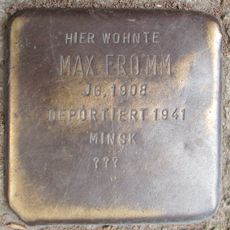 HIER WOHNTE
MAX FROMM
JG. 1908
DEPORTIERT 1941
MINSK
???